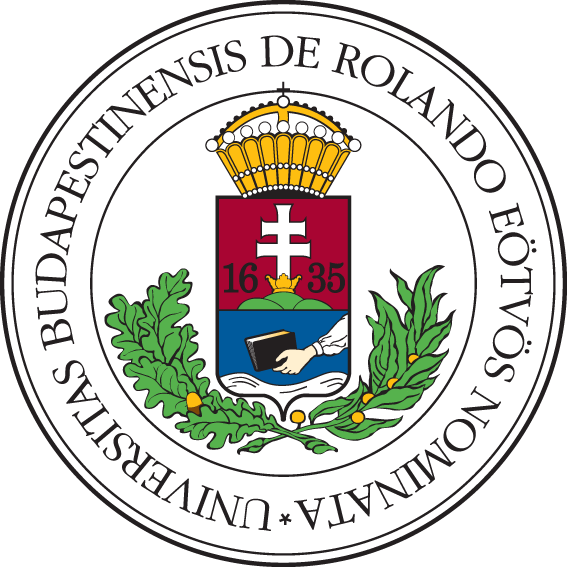 UNIVERSITAS BUDAPESTINENSIS DE ROLANDO EÖTVÖS NOMINATA *
16 35